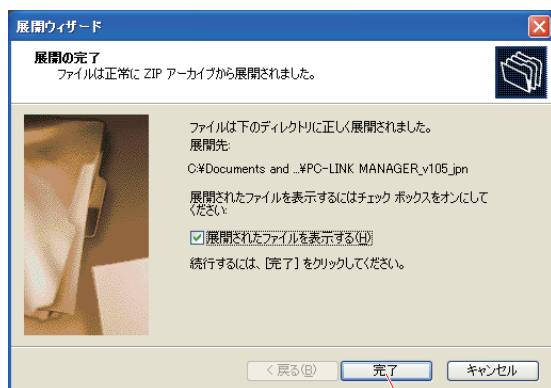 展開ウィザード
展開の完了
ファイルは正常に ZIP アーカイブから展開されました。
ファイルは下のディレクトリに正しく展開されました。
展開先:
C:¥Documents and ...¥PC-LINK MANAGER_v105_jpn
展開されたファイルを表示するにはチェック ボックスをオンにして
ください:
展開されたファイルを表示する(H)
続行するには、[完了] をクリックしてください。
< 戻る(B)
完了
キャンセル